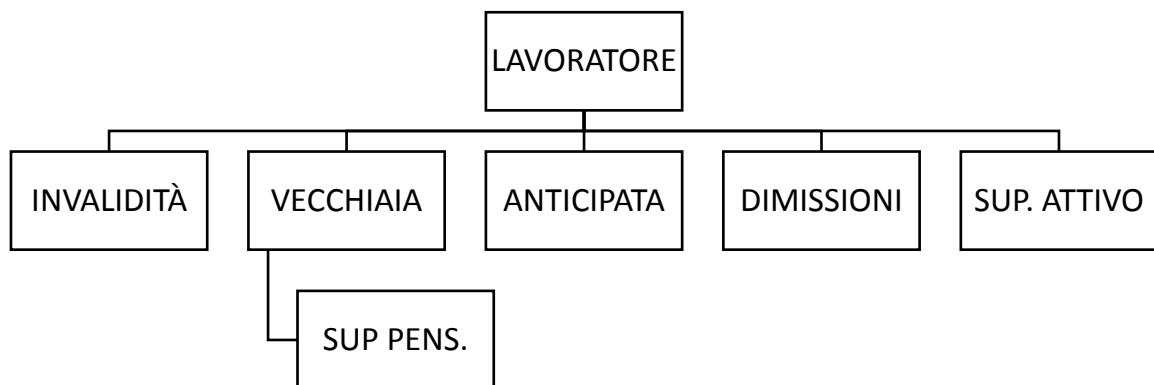 LAVORATORE
INVALIDITÀ
VECCHIAIA
ANTICIPATA
DIMISSIONI
SUP. ATTIVO
SUP PENS.